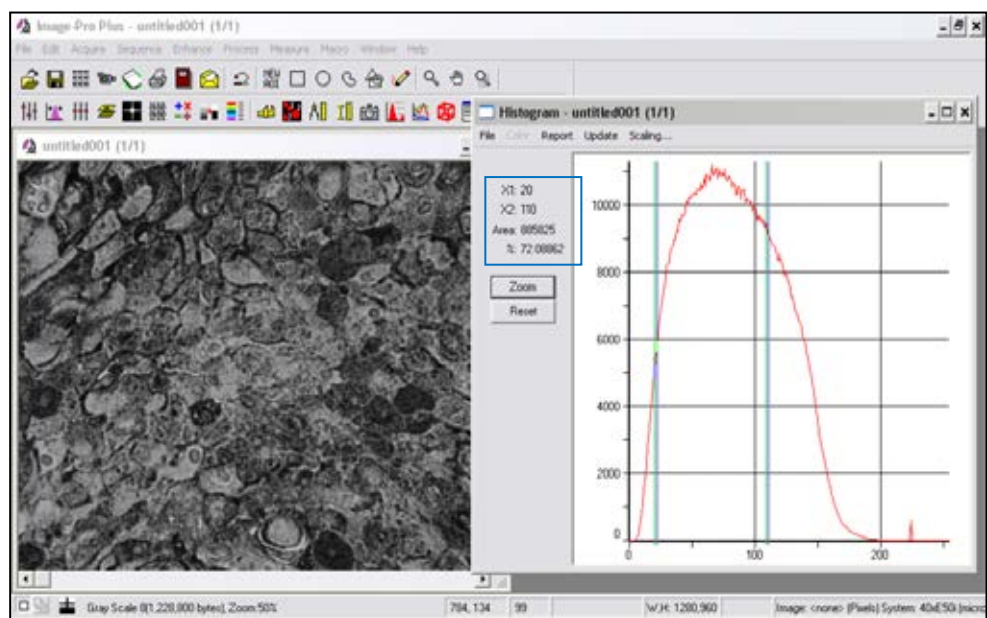 Image-Pro Plus - untitled001 (1/1)
File Edit Acquire Sequence Enhance Process Measure Macro Window Help
Histogram - untitled001 (1/1)
File Color Report Update Scaling...
untitled001 (1/1)
X1: 20
X2: 110
Area: 885825
%: 72.08862
Zoom
Reset
10000
8000
6000
4000
2000
0
0 100 200
Gray Scale 8(1,228,800 bytes), Zoom:50% 784, 134 99 W,H: 1280,960 Image: <none> (Pixels) System: 40xE50